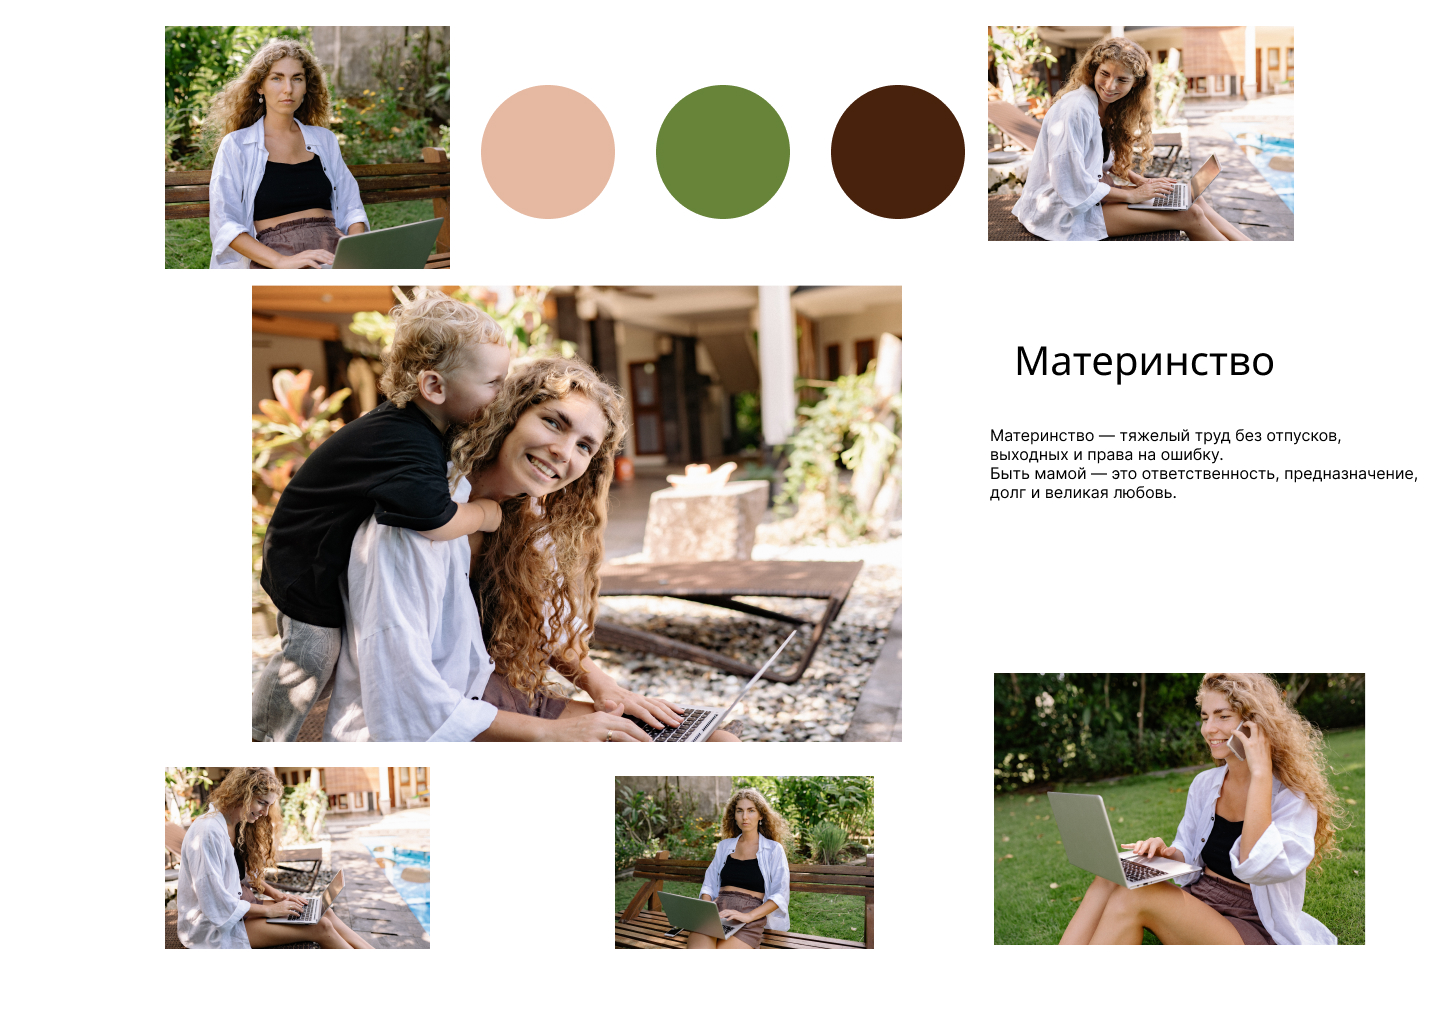 Материнство
Материнство — тяжелый труд без отпусков,
выходных и права на ошибку.
Быть мамой — это ответственность, предназначение,
долг и великая любовь.